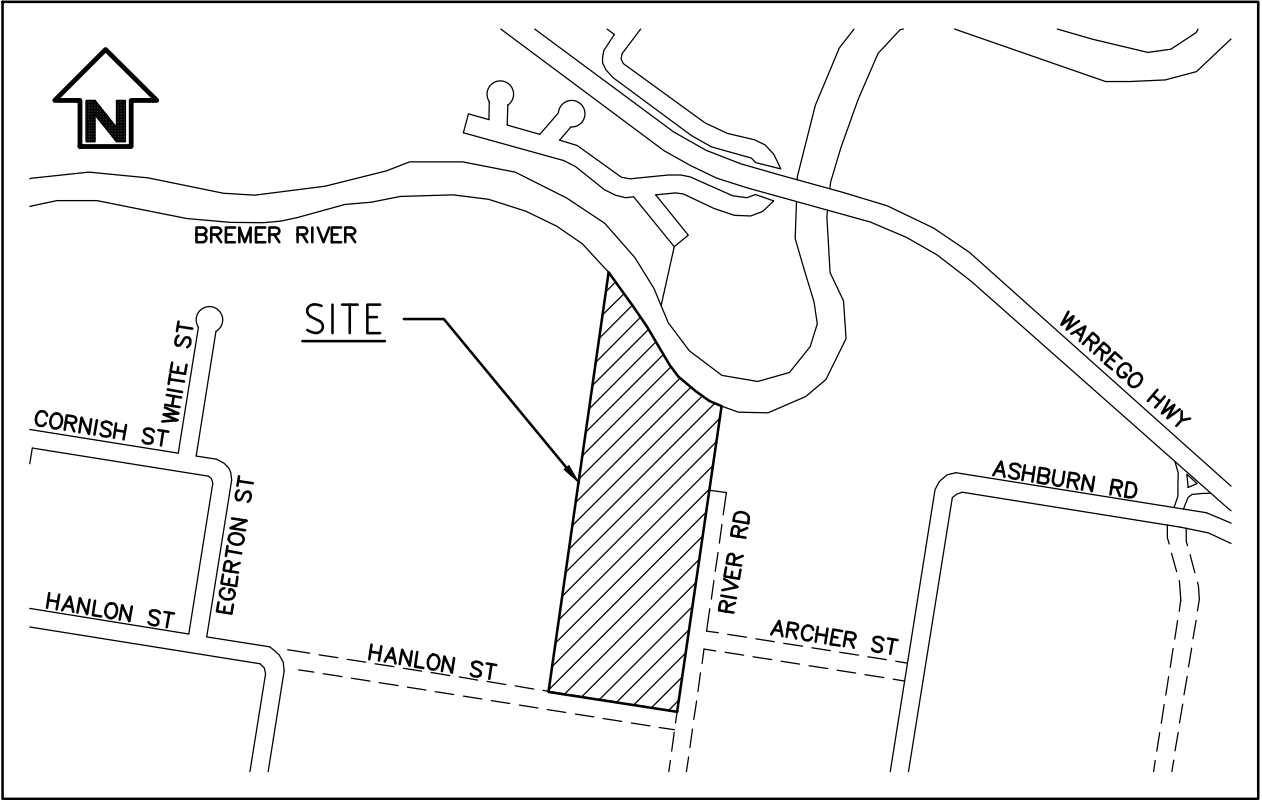 N
BREMER RIVER
SITE
WHITE ST
WARREGO HWY
CORNISH ST
ASHBURN RD
EGERTON ST
RIVER RD
HANLON ST
HANLON ST
ARCHER ST